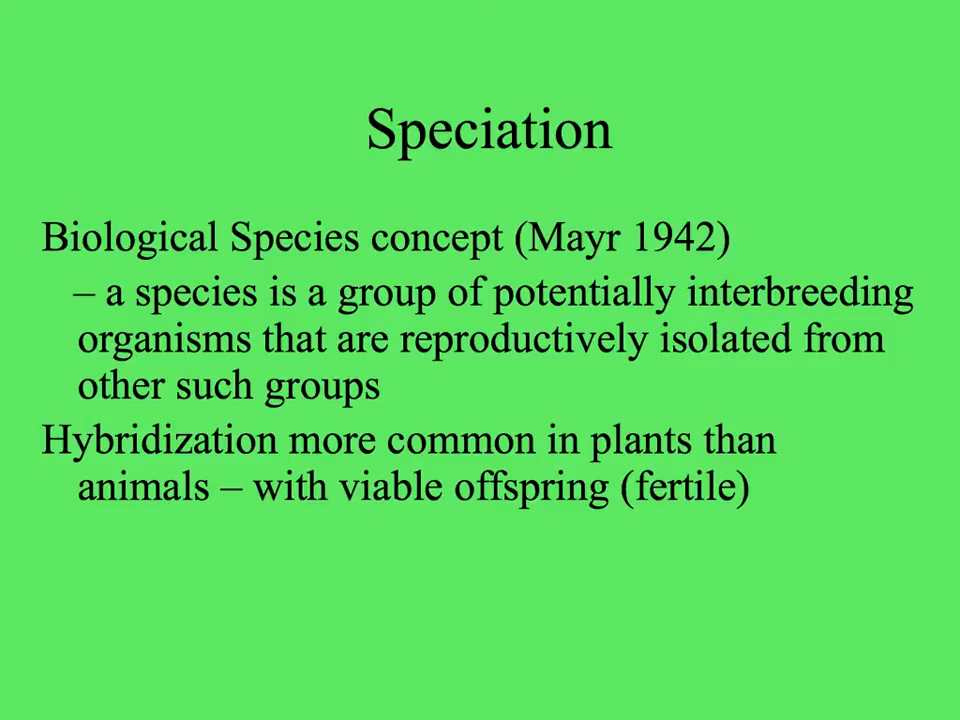 Speciation
Biological Species concept (Mayr 1942)
– a species is a group of potentially interbreeding
organisms that are reproductively isolated from
other such groups
Hybridization more common in plants than
animals – with viable offspring (fertile)